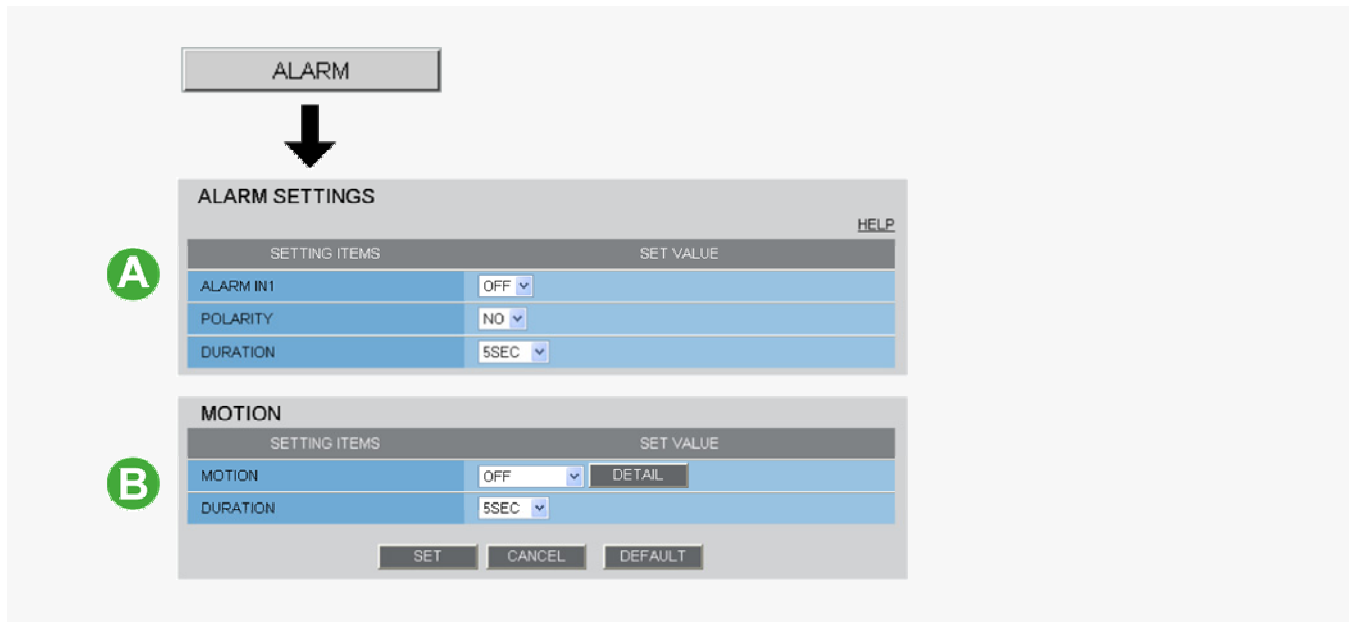 ALARM
ALARM SETTINGS
HELP
SETTING ITEMS SET VALUE
A
ALARM IN1 OFF
POLARITY NO
DURATION 5SEC
MOTION
SETTING ITEMS SET VALUE
B
MOTION OFF DETAIL
DURATION 5SEC
SET CANCEL DEFAULT